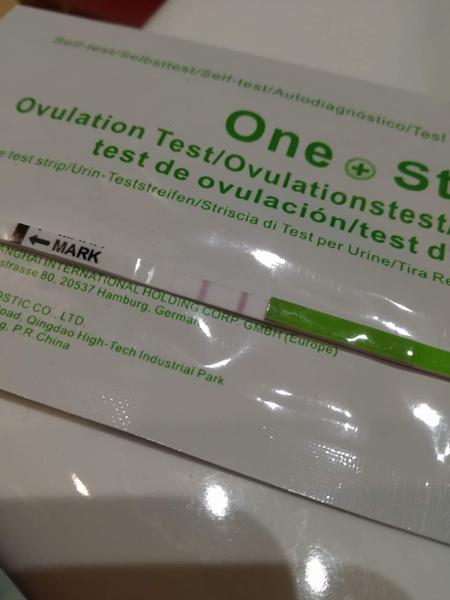 Self-test/Selbsttest/Self-test/Autodiagnóstico/Test
One St
Ovulation Test/Ovulationstest/
test de ovulación/test d
e test strip/Urin-Teststreifen/Striscia di Test per Urine/Tira Re
MARK
ANGHAI INTERNATIONAL HOLDING CORP. GMBH (Europe)
strasse 80, 20537 Hamburg, German
OSTIC CO., LTD.
Road, Qingdao High-Tech Industrial Park
g, P.R.China